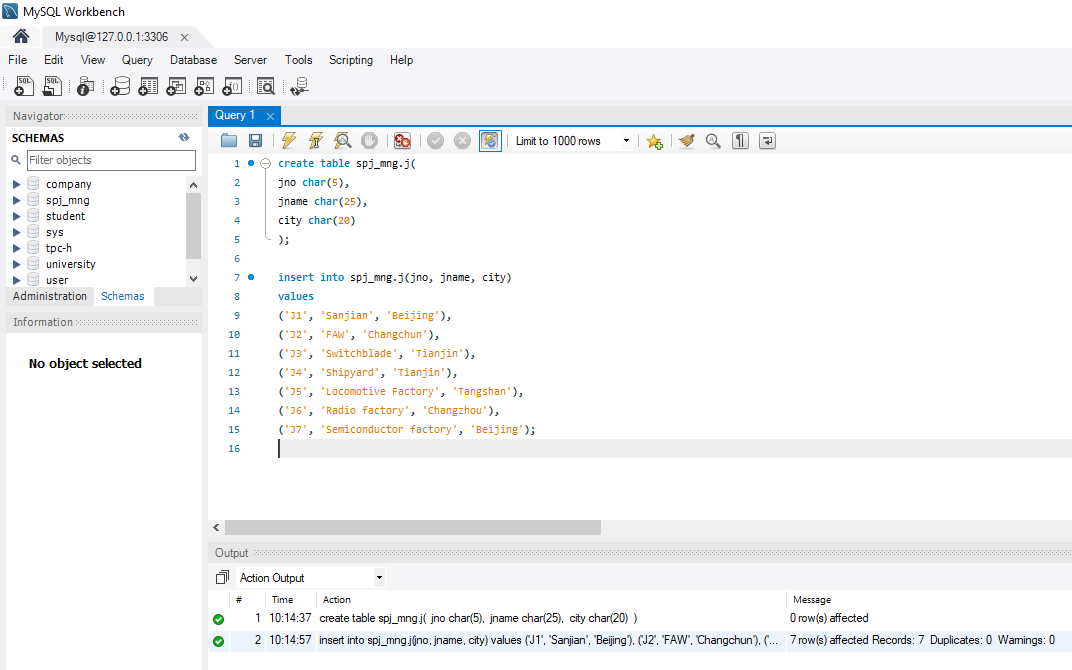 MySQL Workbench
Mysql@127.0.0.1:3306
File Edit View Query Database Server Tools Scripting Help
Navigator
SCHEMAS
Filter objects
company
spj_mng
student
sys
tpc-h
university
user
Administration Schemas
Information
No object selected
Query 1
Limit to 1000 rows
1 create table spj_mng.j(
2 jno char(5),
3 jname char(25),
4 city char(20)
5 );
6
7 insert into spj_mng.j(jno, jname, city)
8 values
9 ('J1', 'Sanjian', 'Beijing'),
10 ('J2', 'FAW', 'Changchun'),
11 ('J3', 'Switchblade', 'Tianjin'),
12 ('J4', 'Shipyard', 'Tianjin'),
13 ('J5', 'Locomotive Factory', 'Tangshan'),
14 ('J6', 'Radio factory', 'Changzhou'),
15 ('J7', 'Semiconductor factory', 'Beijing');
16
Output
Action Output
# Time Action Message
1 10:14:37 create table spj_mng.j( jno char(5), jname char(25), city char(20) ) 0 row(s) affected
2 10:14:57 insert into spj_mng.j(jno, jname, city) values ('J1', 'Sanjian', 'Beijing'), ('J2', 'FAW', 'Changchun'), ('... 7 row(s) affected Records: 7 Duplicates: 0 Warnings: 0